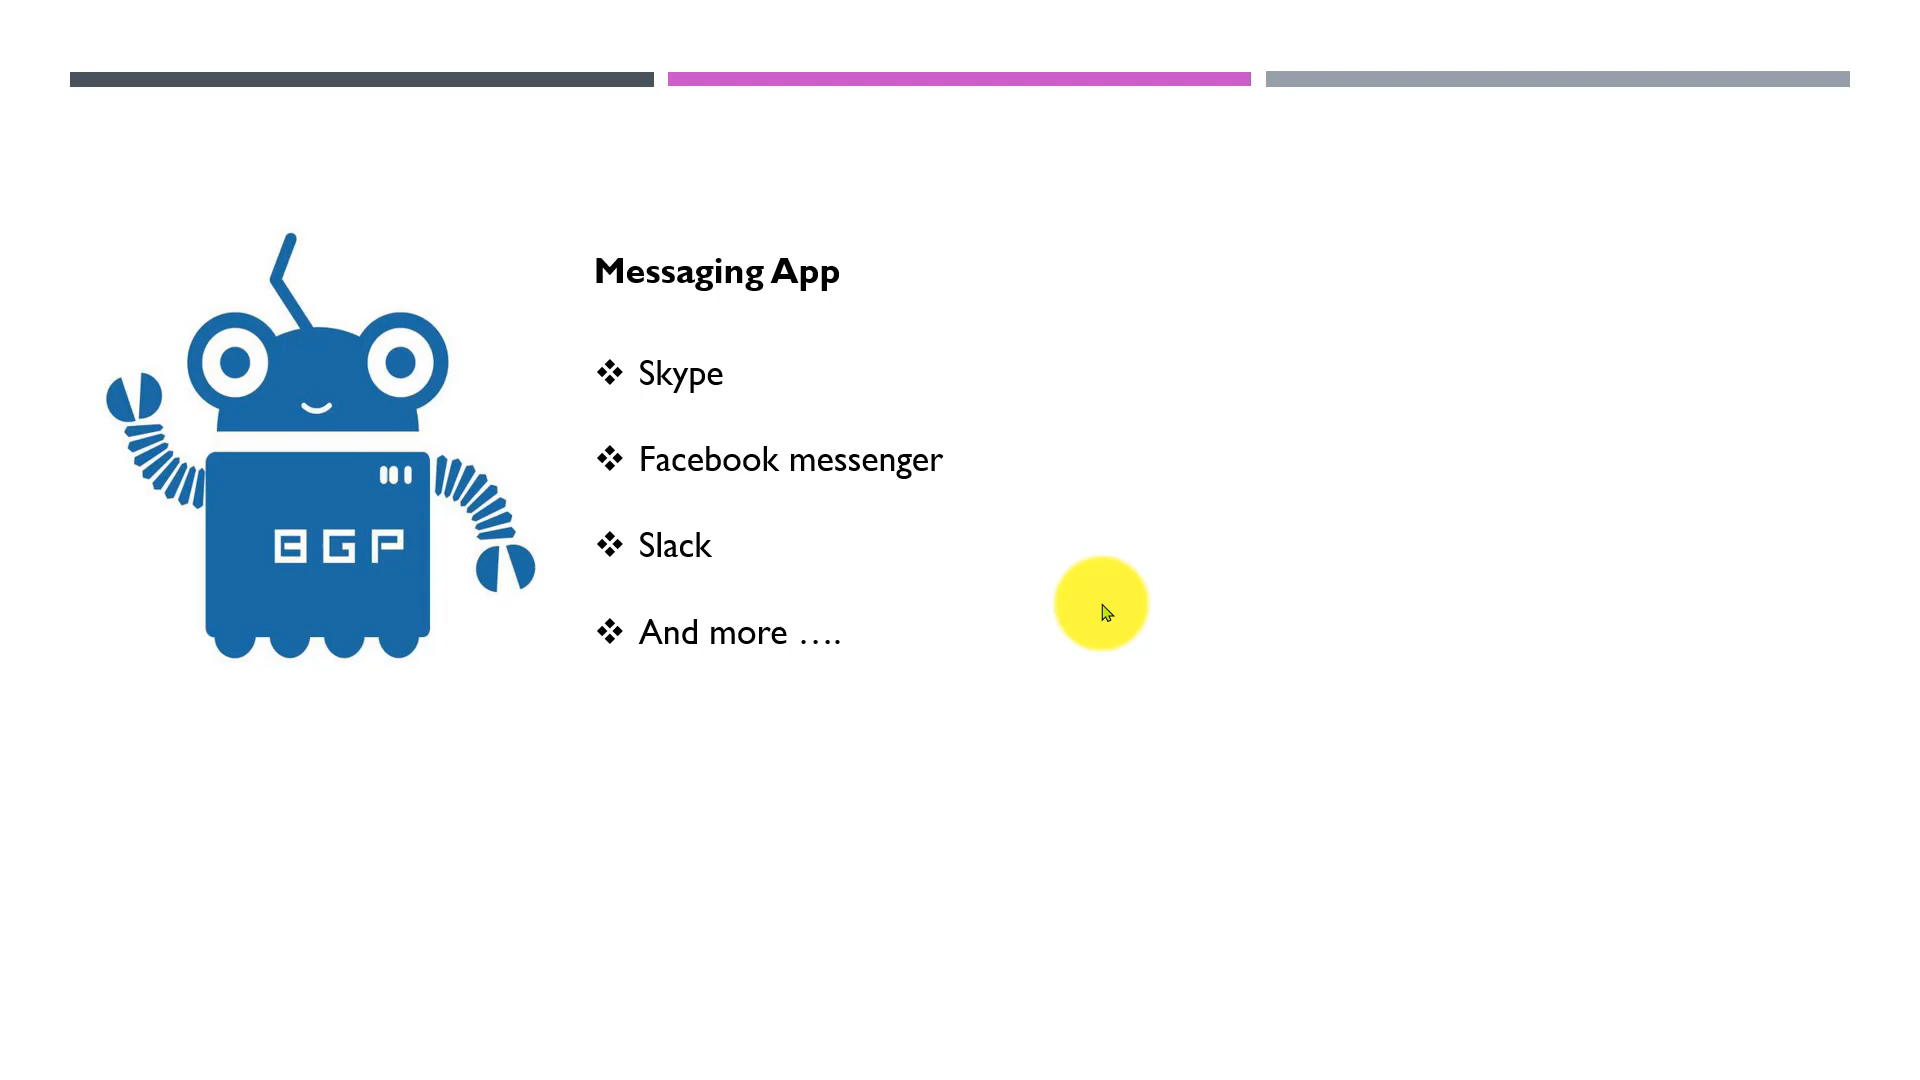 Messaging App
❖ Skype
❖ Facebook messenger
❖ Slack
❖ And more ….
BGP